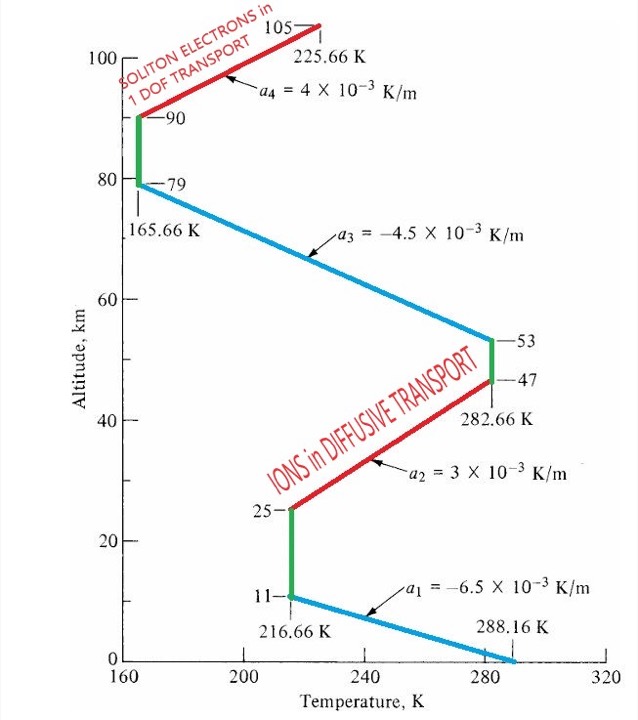 SOLITON ELECTRONS in
1 DOF TRANSPORT
105
225.66 K
100
a4 = 4 × 10⁻³ K/m
90
80
79
165.66 K
a3 = −4.5 × 10⁻³ K/m
60
53
Altitude, km
IONS in DIFFUSIVE TRANSPORT
47
282.66 K
40
a2 = 3 × 10⁻³ K/m
25
20
11
a1 = −6.5 × 10⁻³ K/m
216.66 K
288.16 K
0
160
200
240
280
320
Temperature, K